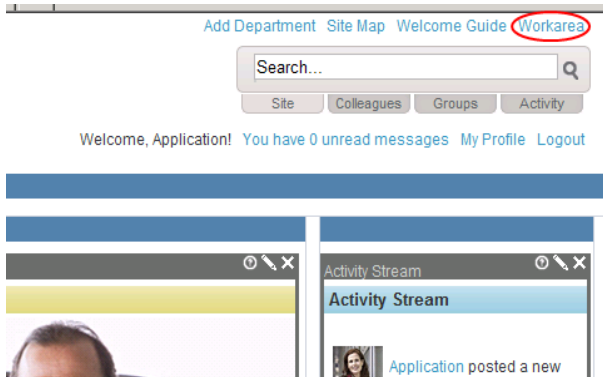 Add Department Site Map Welcome Guide Workarea
Search...
Site Colleagues Groups Activity
Welcome, Application! You have 0 unread messages My Profile Logout
Activity Stream
Activity Stream
Application posted a new